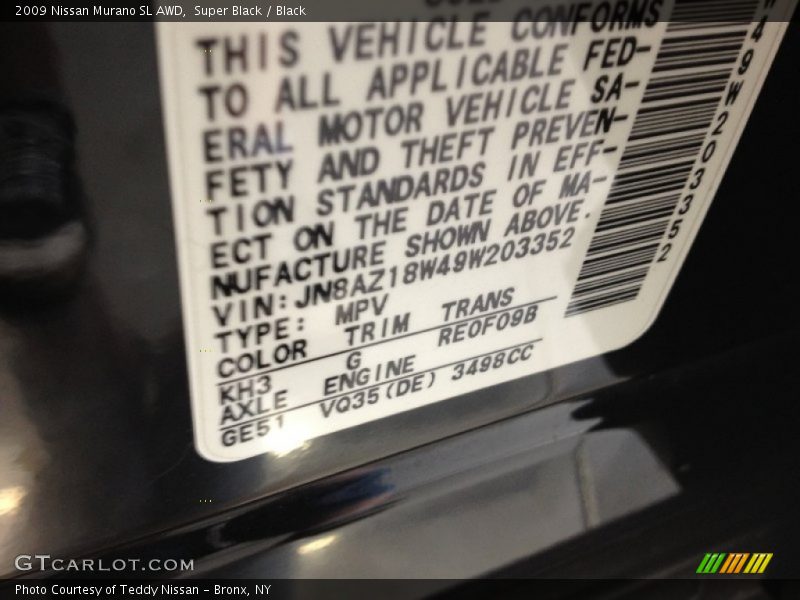 2009 Nissan Murano SL AWD, Super Black / Black
THIS VEHICLE CONFORMS
TO ALL APPLICABLE FED-
ERAL MOTOR VEHICLE SA-
FETY AND THEFT PREVEN-
TION STANDARDS IN EFF-
ECT ON THE DATE OF MA-
NUFACTURE SHOWN ABOVE.
VIN: JN8AZ18W49W203352
TYPE: MPV
COLOR TRIM TRANS
KH3 G RE0F09B
AXLE ENGINE
GE51 VQ35(DE) 3498CC
W49W203352
GTCARLOT.COM
Photo Courtesy of Teddy Nissan - Bronx, NY